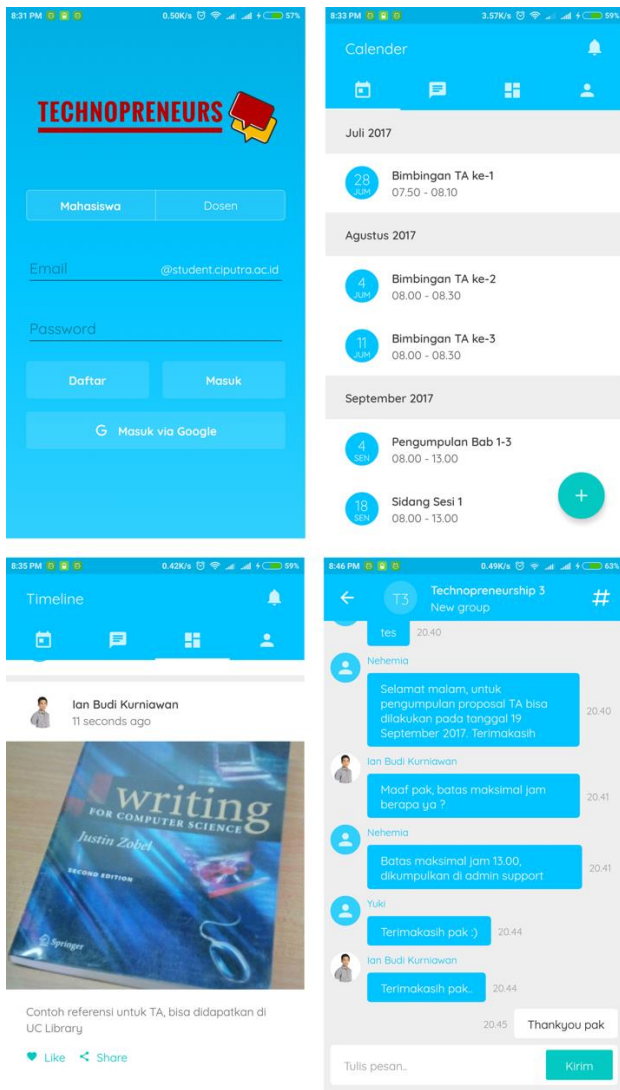 8:31 PM 0.50K/s 57%
TECHNOPRENEURS
Mahasiswa Dosen
Email @student.ciputra.ac.id
Password
Daftar Masuk
G Masuk via Google
8:33 PM 3.57K/s 59%
Calender
Juli 2017
28 JUM
Bimbingan TA ke-1
07.50 - 08.10
Agustus 2017
4 JUM
Bimbingan TA ke-2
08.00 - 08.30
11 JUM
Bimbingan TA ke-3
08.00 - 08.30
September 2017
4 SEN
Pengumpulan Bab 1-3
08.00 - 13.00
18 SEN
Sidang Sesi 1
08.00 - 13.00
+
8:35 PM 0.42K/s 59%
Timeline
Ian Budi Kurniawan
11 seconds ago
writing
FOR COMPUTER SCIENCE
Justin Zobel
SECOND EDITION
Springer
Contoh referensi untuk TA, bisa didapatkan di
UC Library
Like Share
8:46 PM 0.49K/s 63%
T3 Technopreneurship 3 #
New group
tes 20.40
Nehemia
Selamat malam, untuk
pengumpulan proposal TA bisa
dilakukan pada tanggal 19
September 2017. Terimakasih
20.40
Ian Budi Kurniawan
Maaf pak, batas maksimal jam
berapa ya ?
20.41
Nehemia
Batas maksimal jam 13.00,
dikumpulkan di admin support
20.41
Yuki
Terimakasih pak :) 20.44
Ian Budi Kurniawan
Terimakasih pak.. 20.44
20.45 Thankyou pak
Tulis pesan.. Kirim